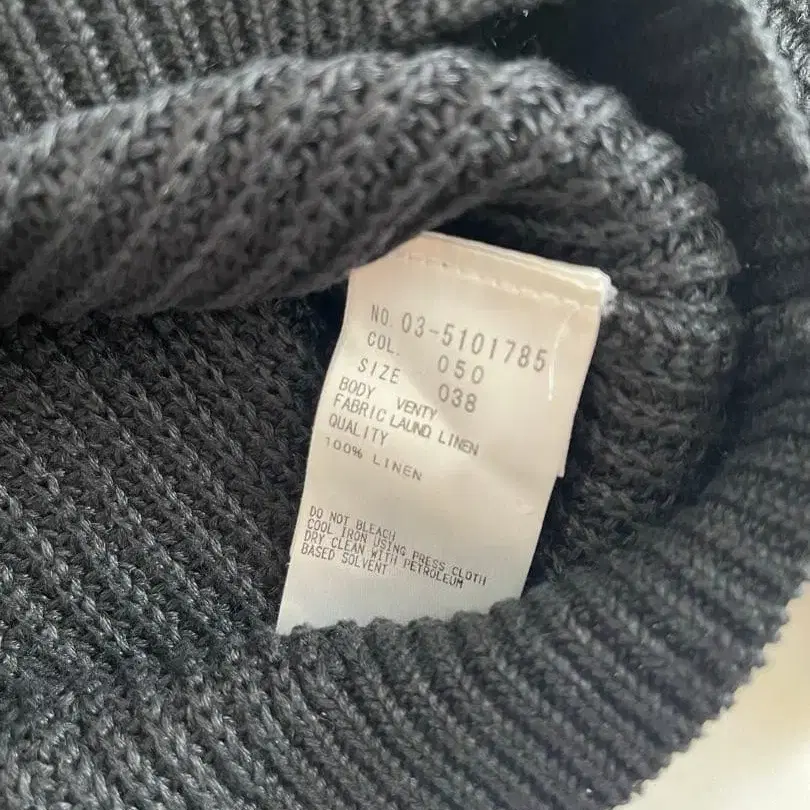 NO. 03-5101785
COL. 050
SIZE 038
BODY VENTY
FABRIC LAUND LINEN
QUALITY
100% LINEN
DO NOT BLEACH
COOL IRON USING PRESS CLOTH
DRY CLEAN WITH PETROLEUM
BASED SOLVENT